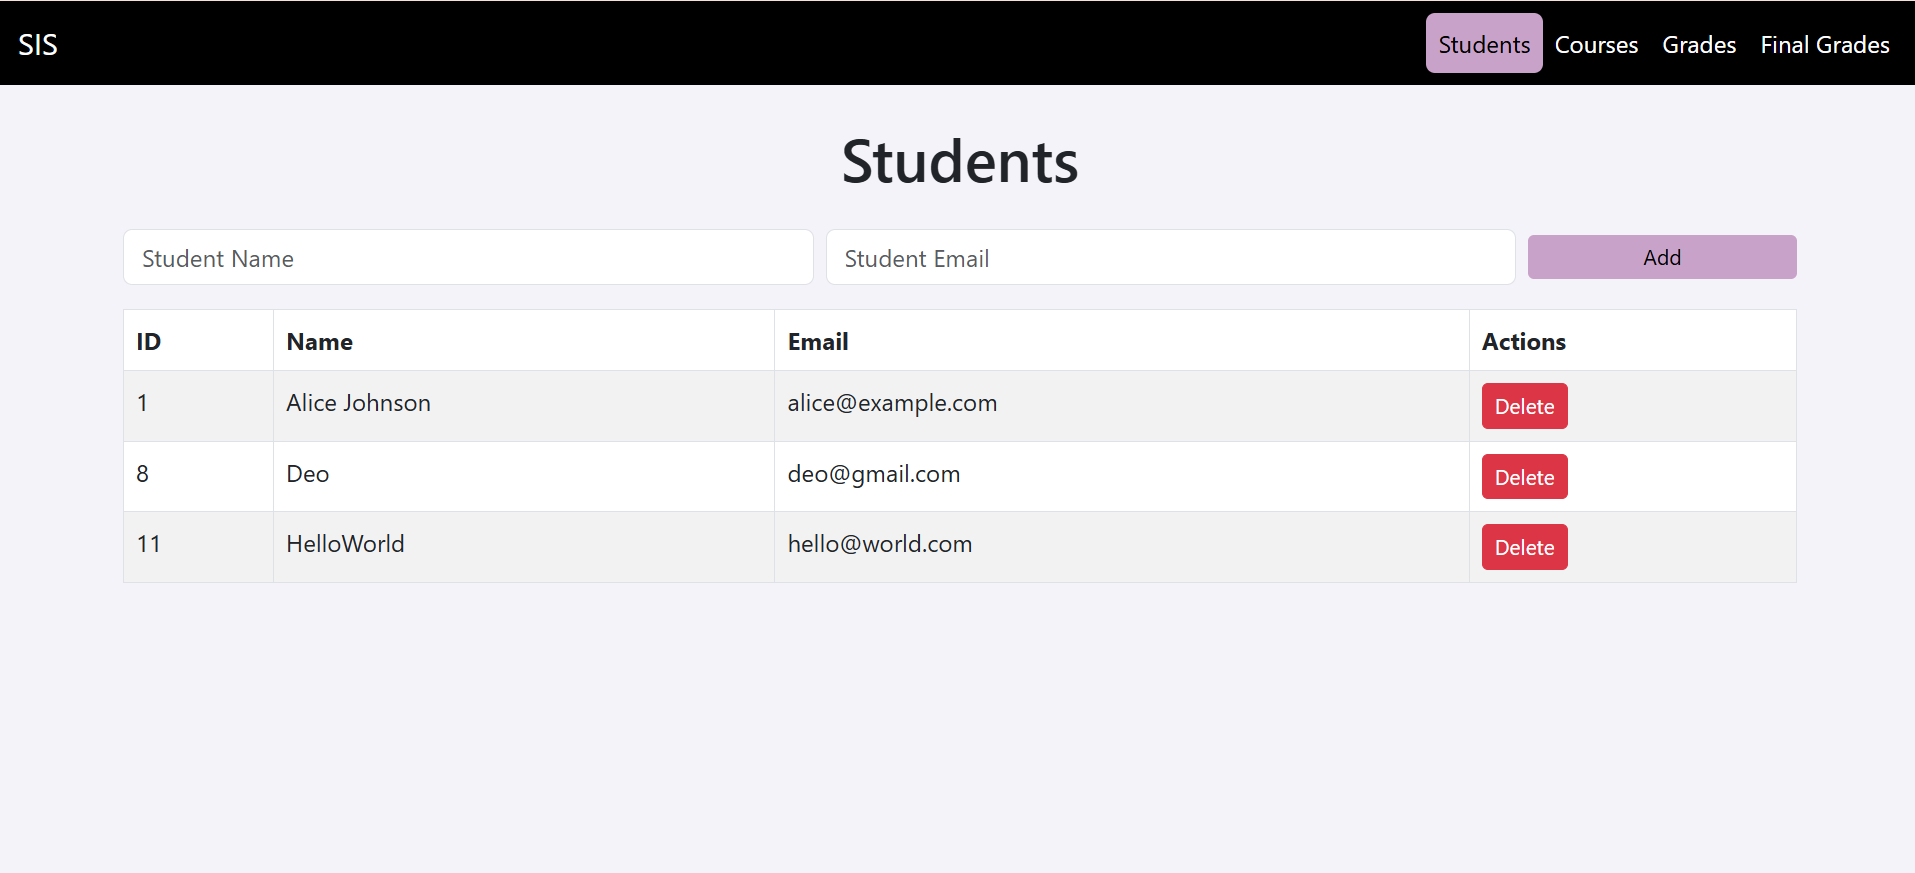 SIS Students Courses Grades Final Grades
Students
Student Name Student Email Add
ID Name Email Actions
1 Alice Johnson alice@example.com Delete
8 Deo deo@gmail.com Delete
11 HelloWorld hello@world.com Delete